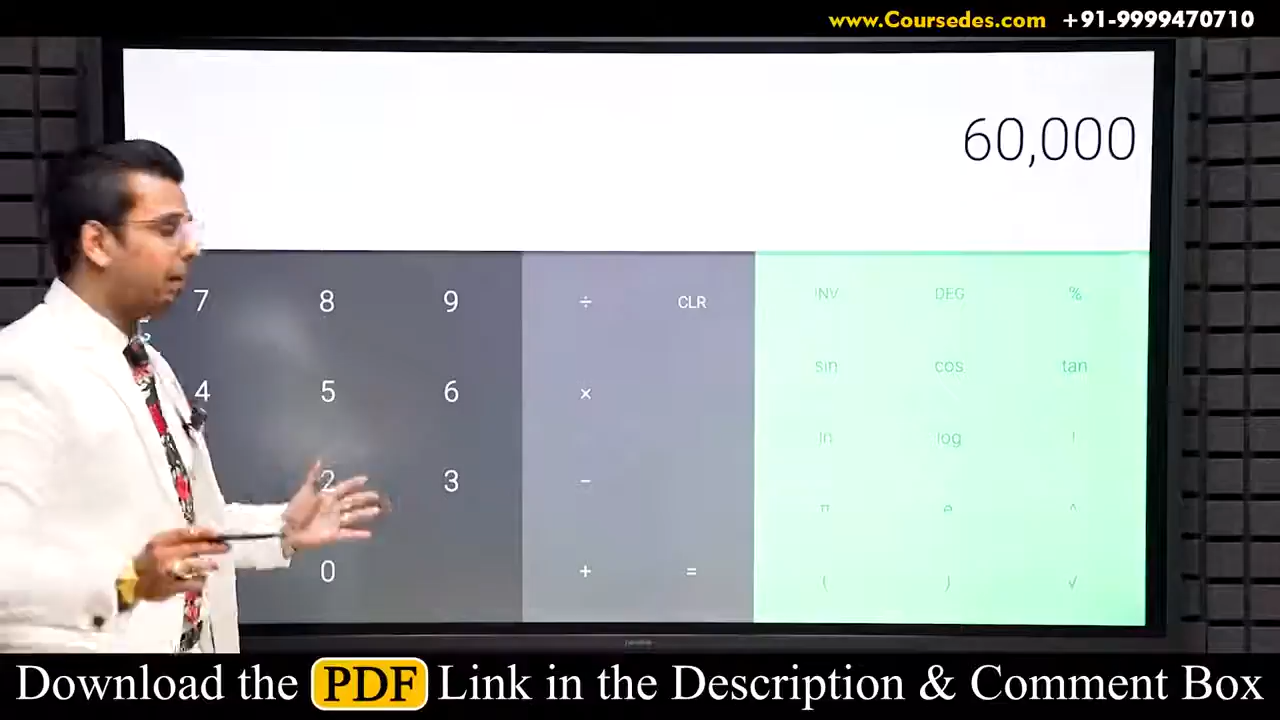 www.Coursedes.com +91-9999470710
60,000
7 8 9 ÷ CLR INV DEG %
4 5 6 × sin cos tan
ln log !
2 3 − π e ^
0 + = ( ) √
Download the PDF Link in the Description & Comment Box